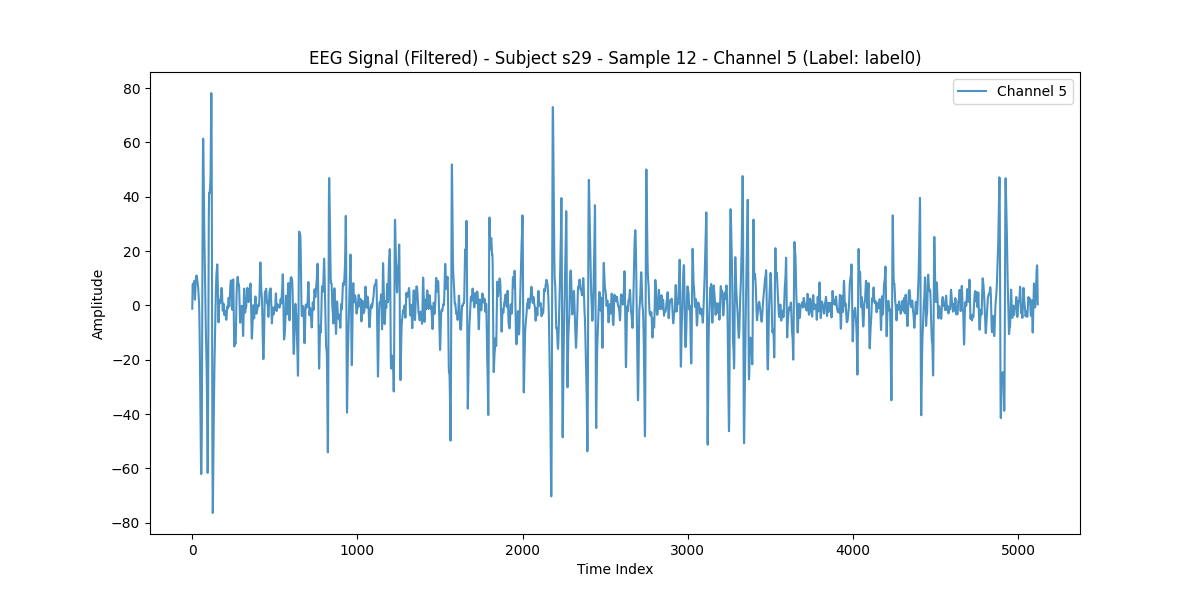 EEG Signal (Filtered) - Subject s29 - Sample 12 - Channel 5 (Label: label0)
Channel 5
80
60
40
20
0
−20
−40
−60
−80
Amplitude
0 1000 2000 3000 4000 5000
Time Index